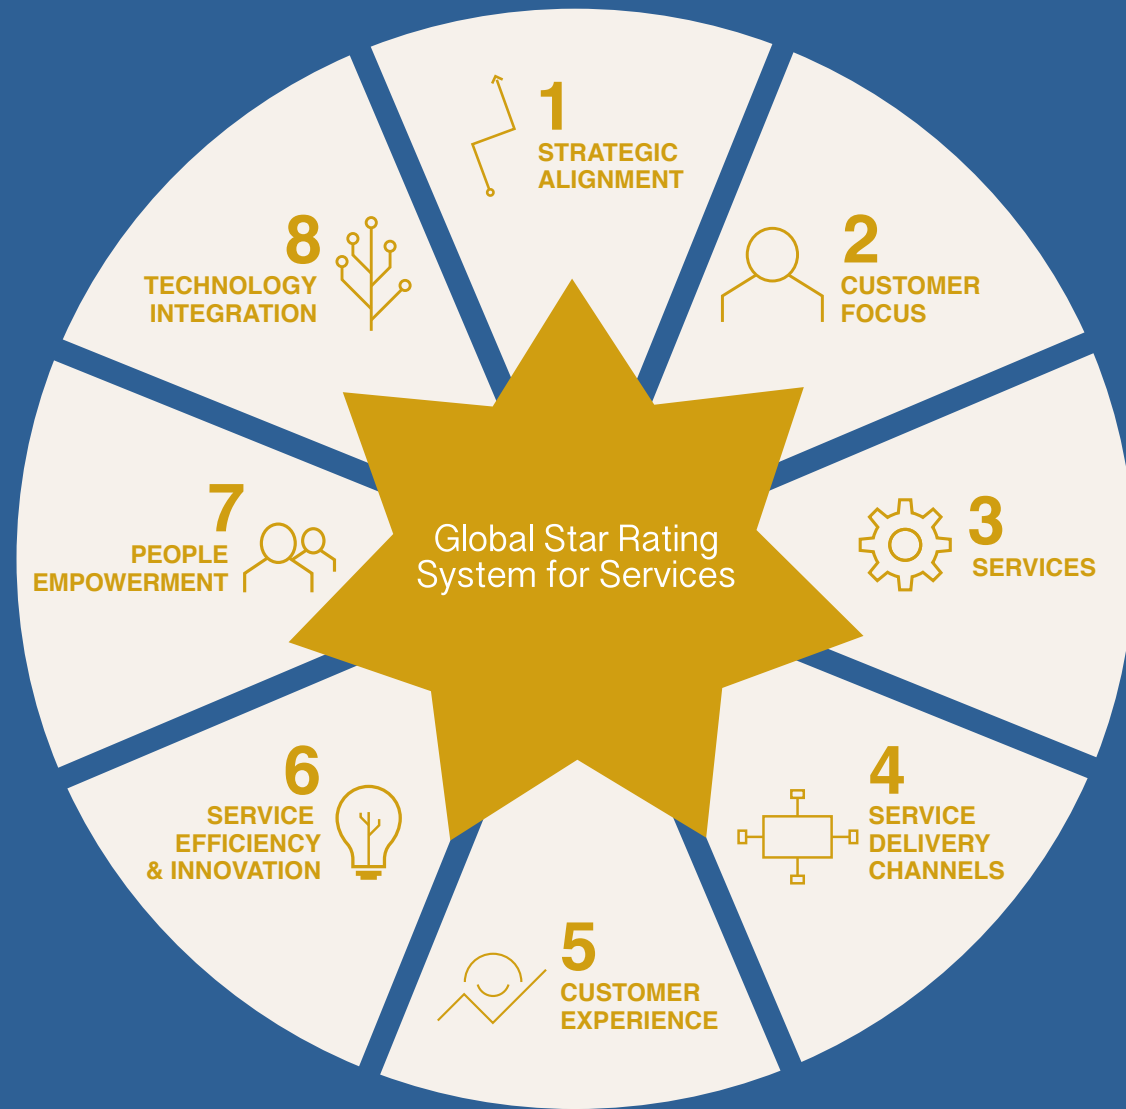 1
STRATEGIC
ALIGNMENT
2
CUSTOMER
FOCUS
3
SERVICES
4
SERVICE
DELIVERY
CHANNELS
5
CUSTOMER
EXPERIENCE
6
SERVICE
EFFICIENCY
& INNOVATION
7
PEOPLE
EMPOWERMENT
8
TECHNOLOGY
INTEGRATION
Global Star Rating
System for Services